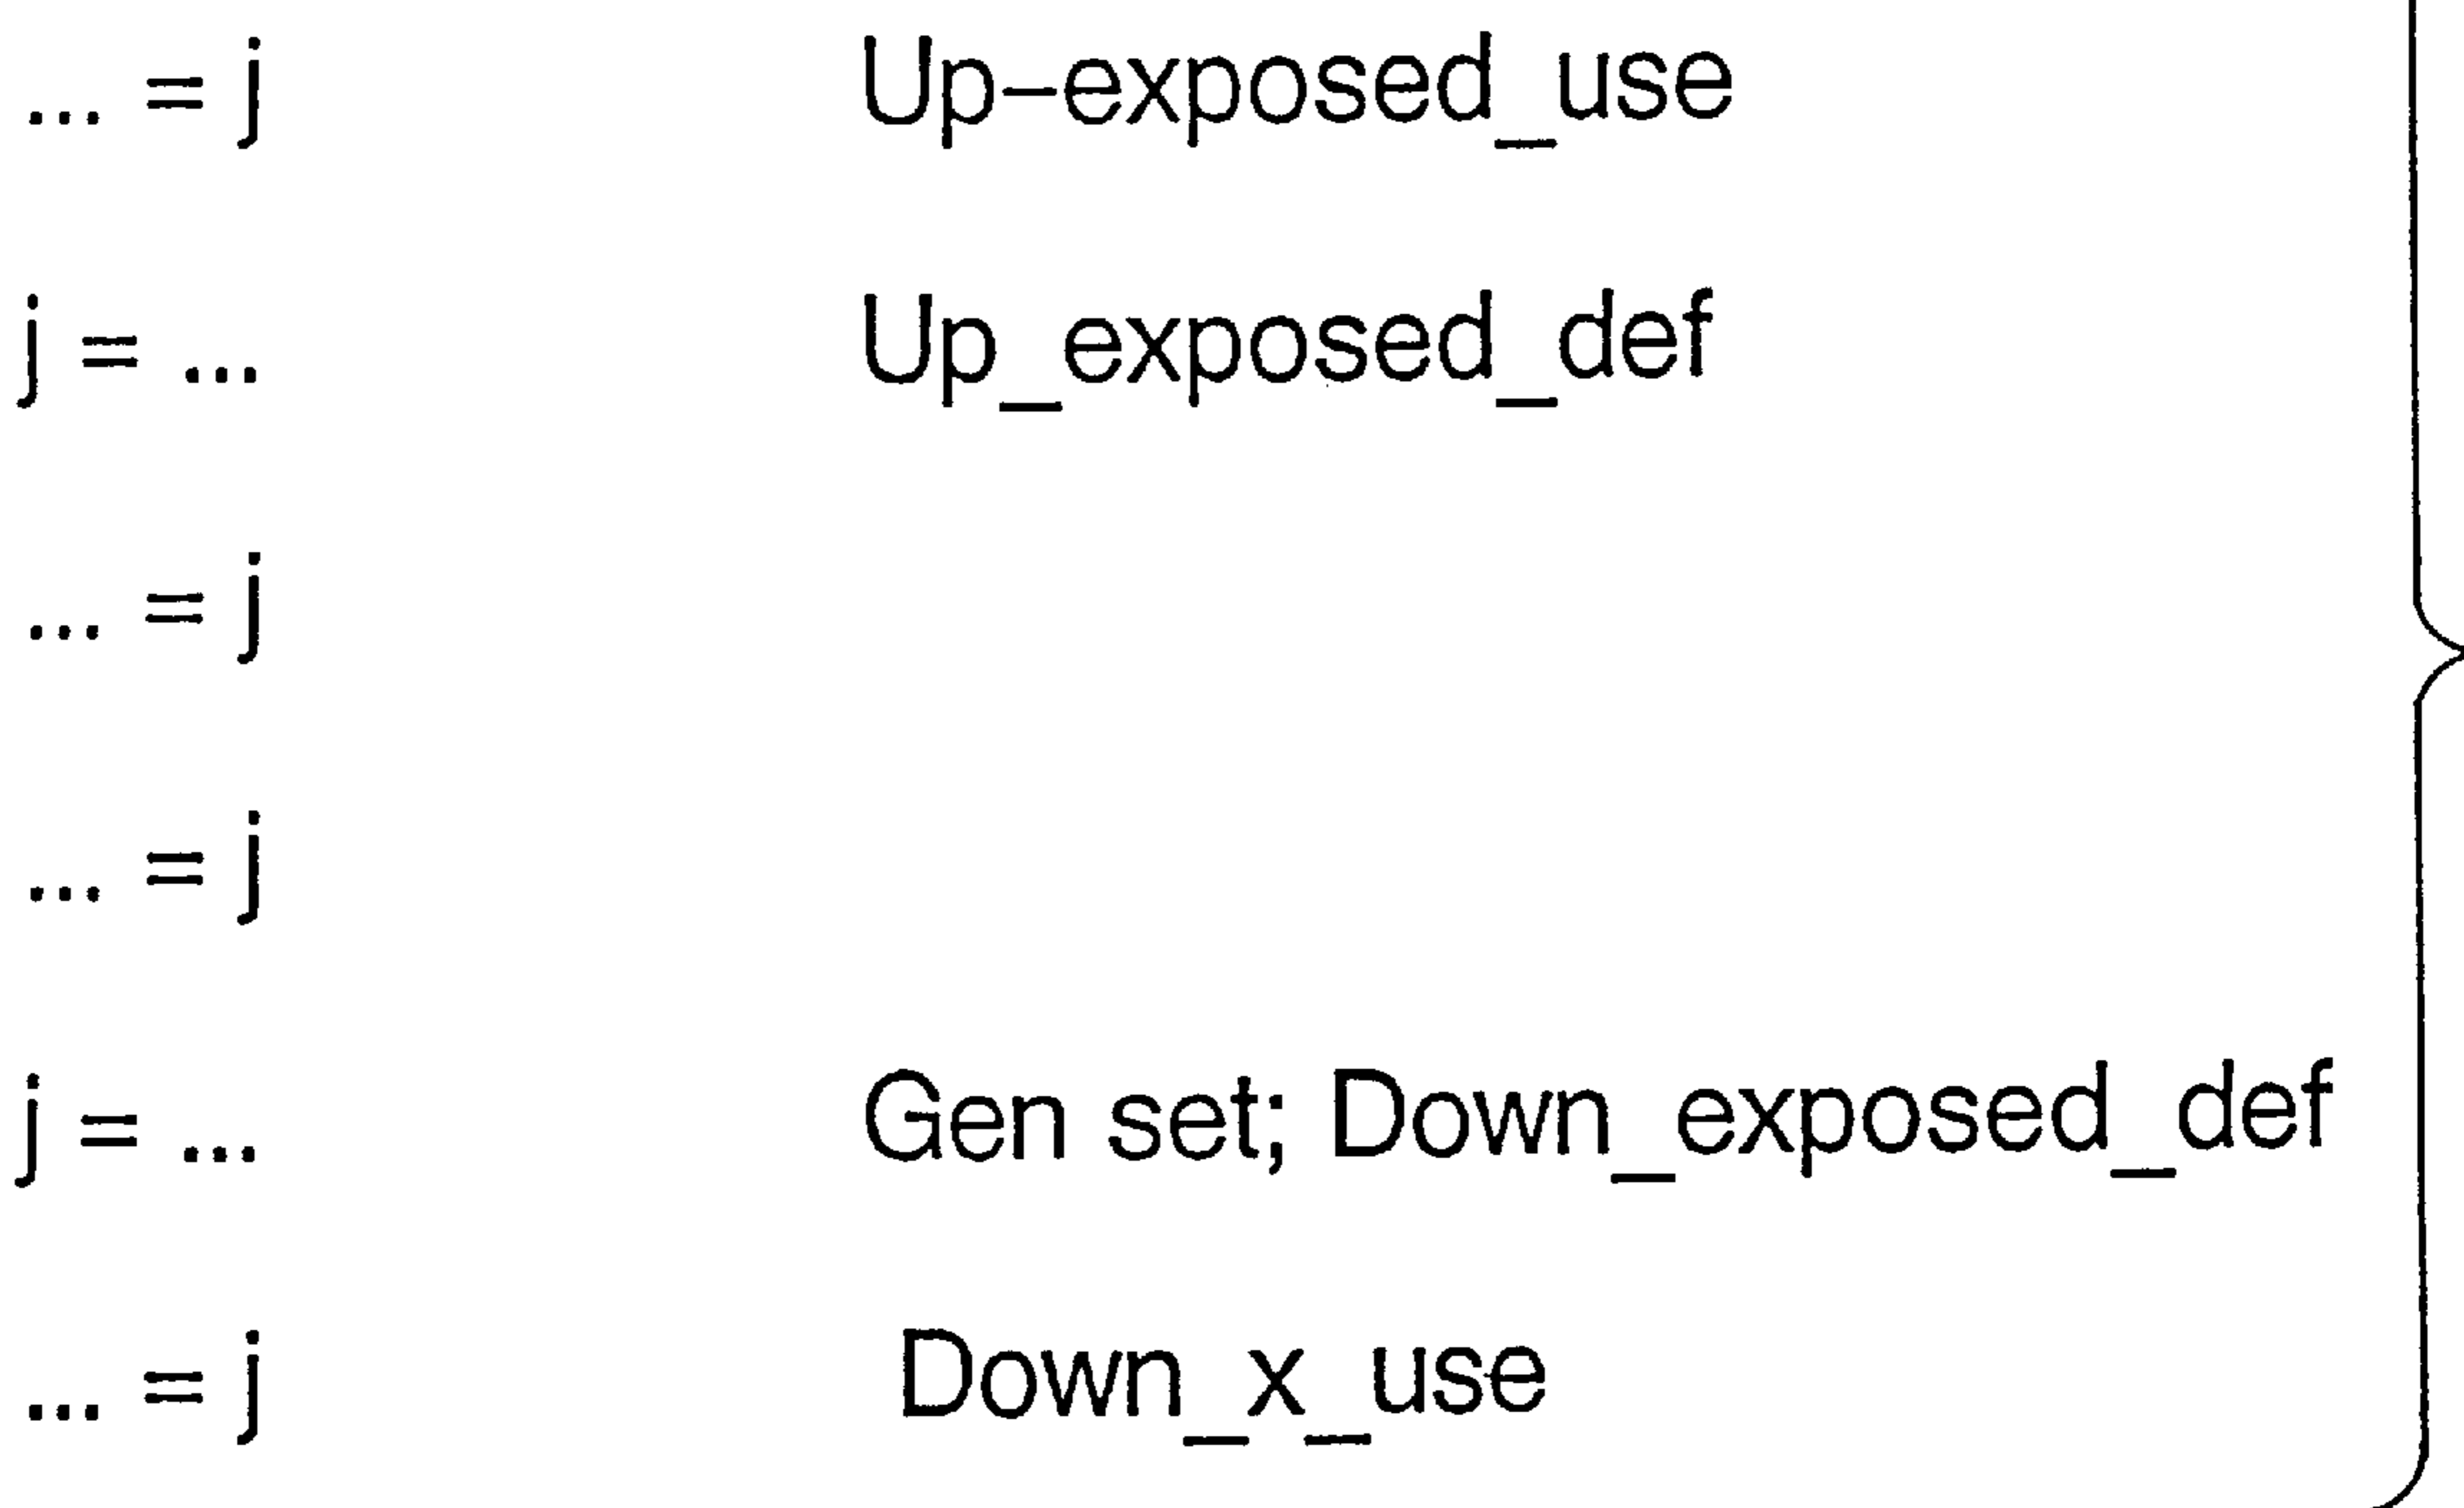 ... = j Up-exposed_use
j = ... Up_exposed_def
... = j
... = j
j = ... Gen set; Down_exposed_def
... = j Down_x_use